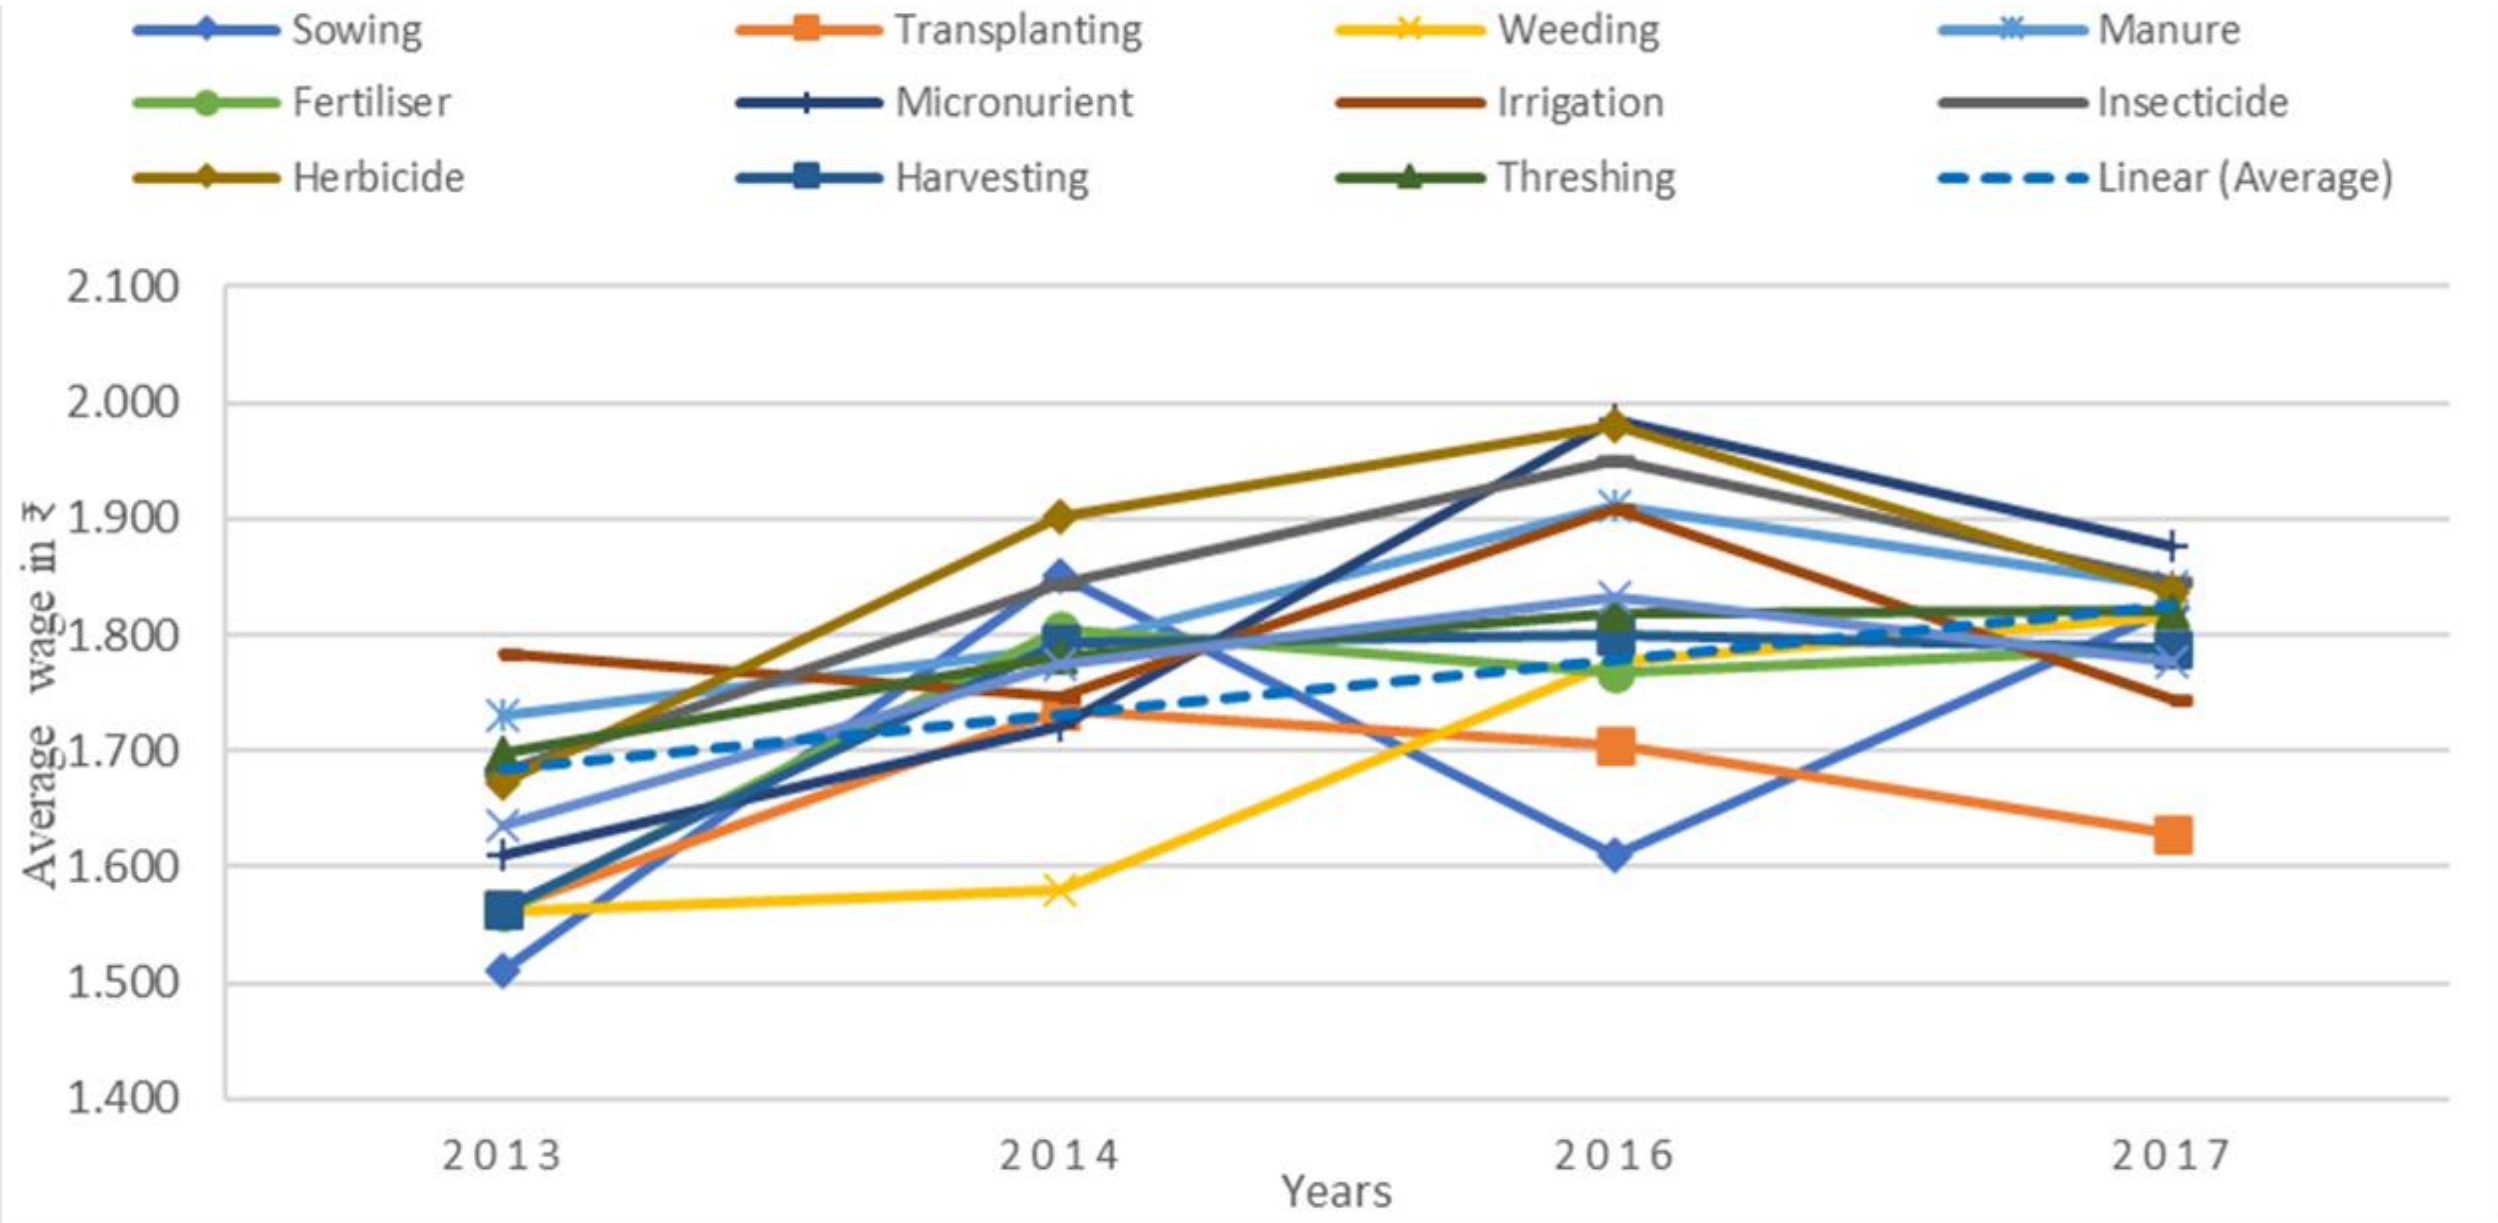 Sowing Transplanting Weeding Manure
Fertiliser Micronurient Irrigation Insecticide
Herbicide Harvesting Threshing Linear (Average)
Average wage in ₹
2.100
2.000
1.900
1.800
1.700
1.600
1.500
1.400
2013 2014 2016 2017
Years